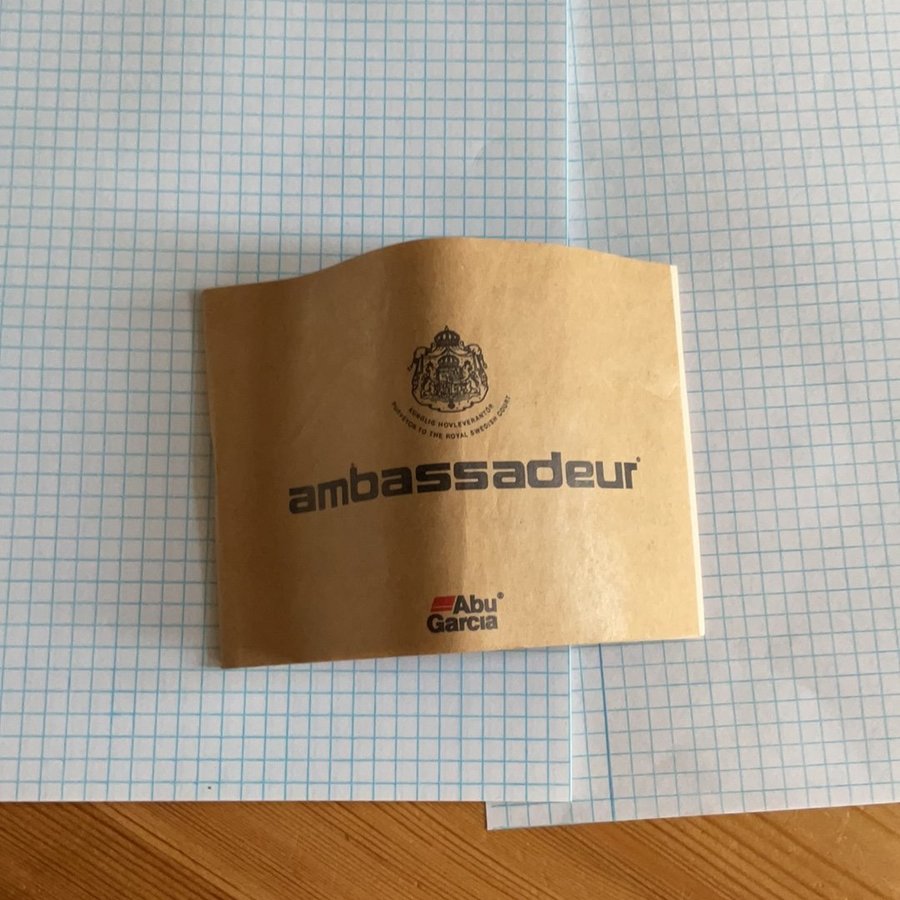 KUNGLIG HOVLEVERANTÖR
PURVEYOR TO THE ROYAL SWEDISH COURT
ambassadeur®
Abu®
Garcia